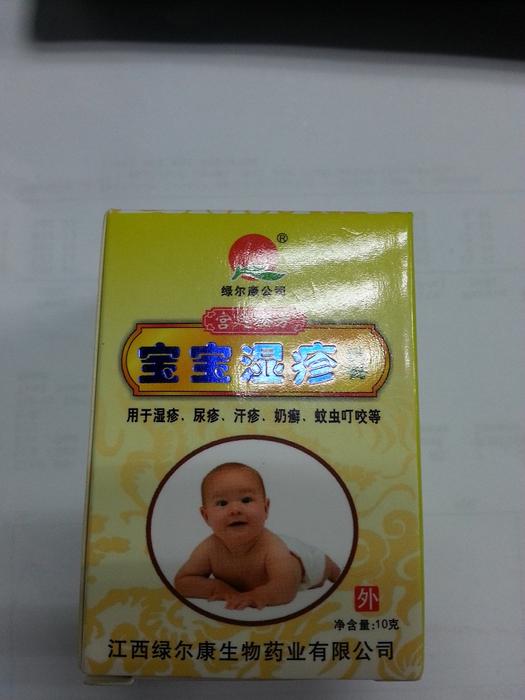 ®
绿尔康公司
宝宝湿疹
用于湿疹、尿疹、汗疹、奶癣、蚊虫叮咬等
外
净含量:10克
江西绿尔康生物药业有限公司